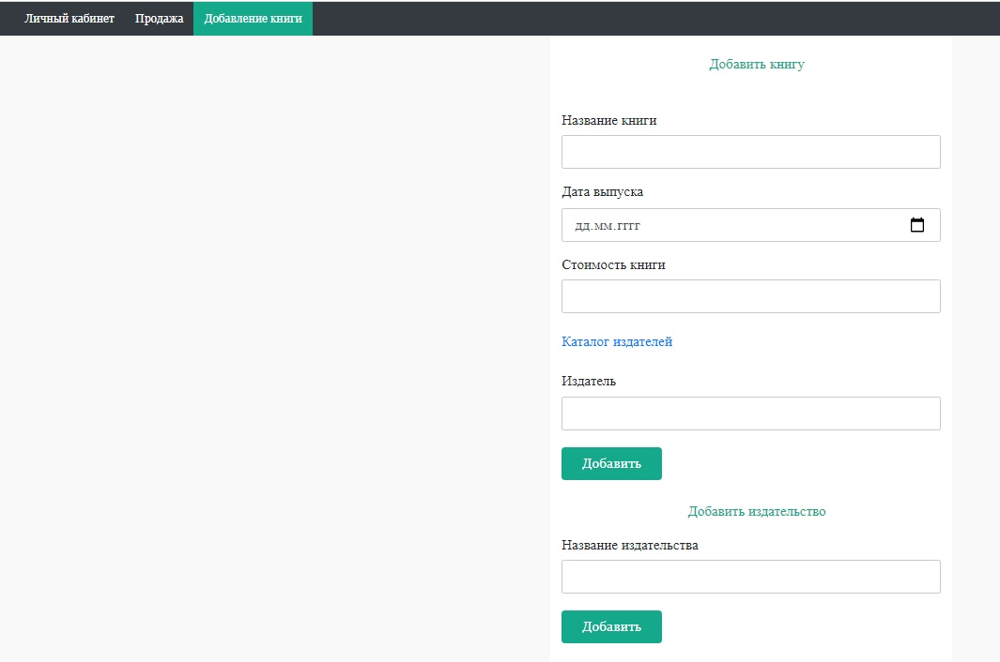 Личный кабинет Продажа Добавление книги
Добавить книгу
Название книги
Дата выпуска
дд.мм.гггг
Стоимость книги
Каталог издателей
Издатель
Добавить
Добавить издательство
Название издательства
Добавить